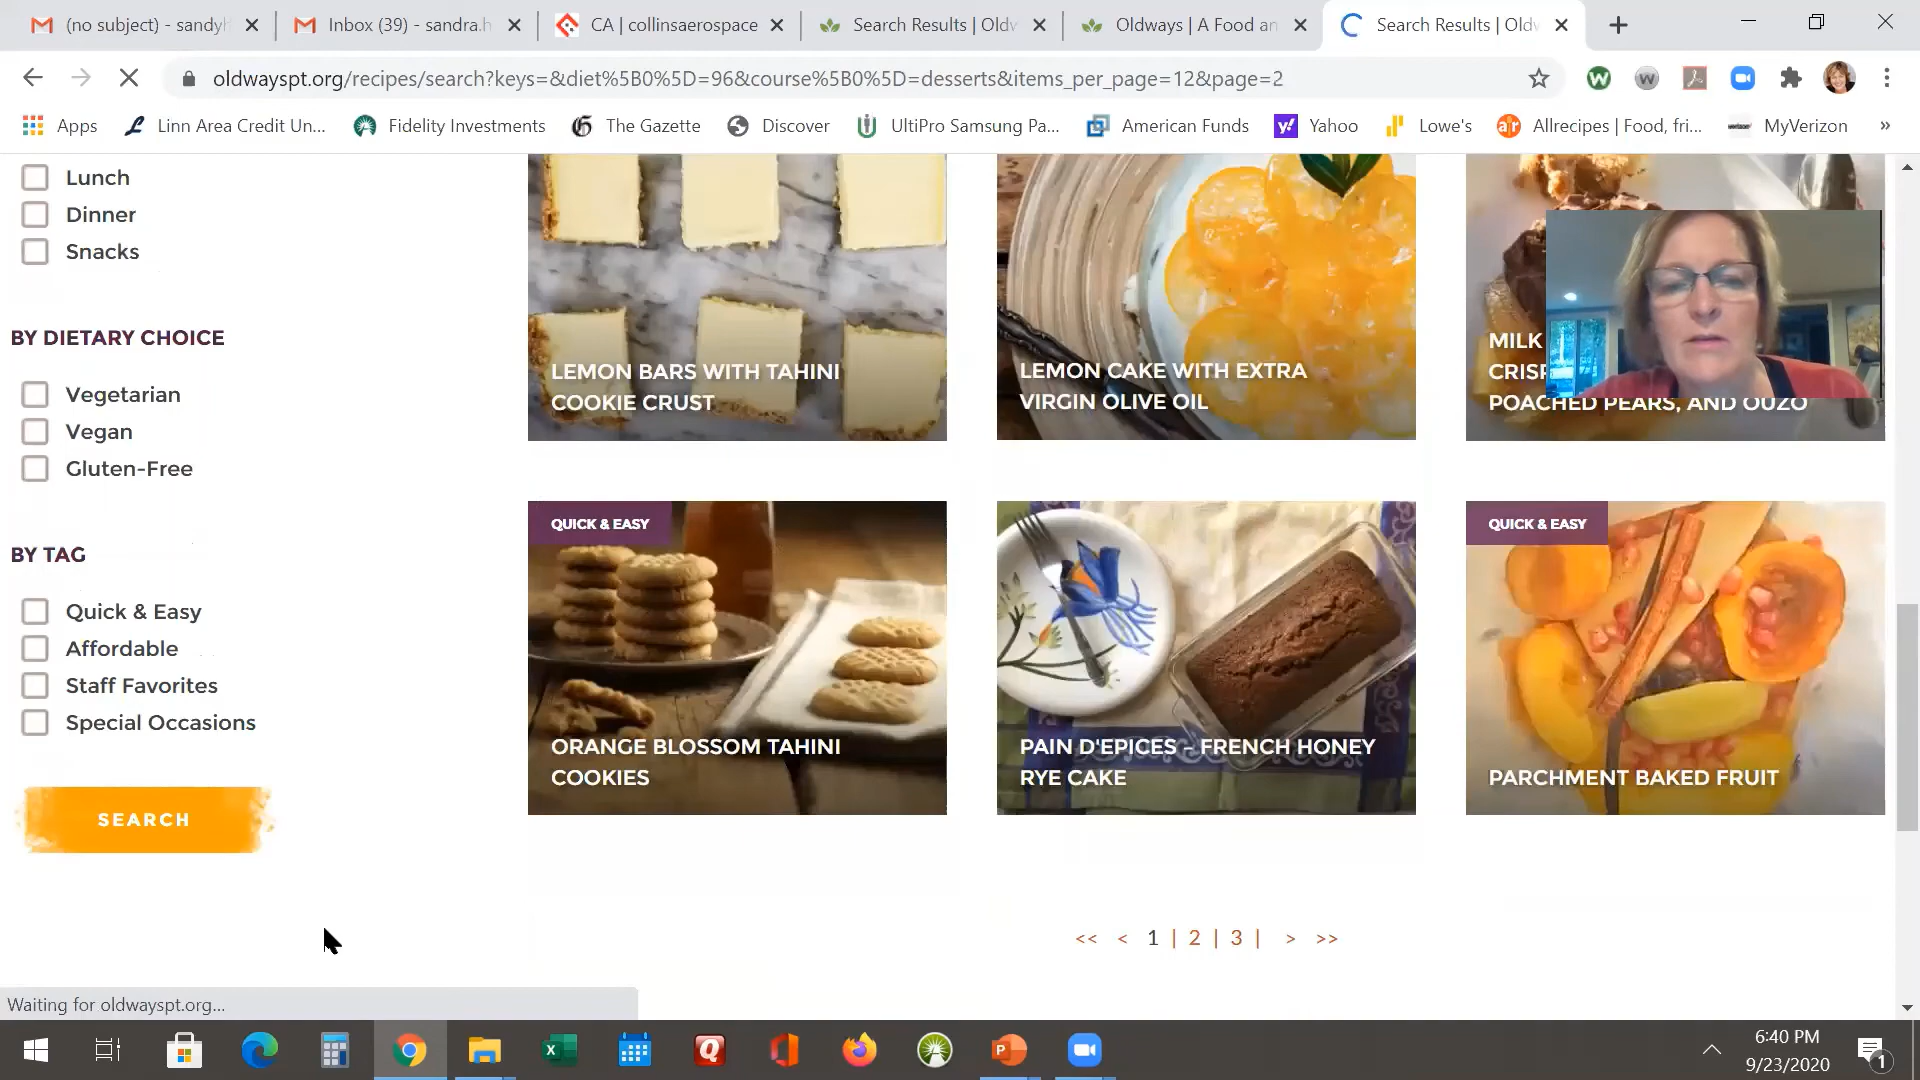 (no subject) - sandy
Inbox (39) - sandra.h
CA | collinsaerospace
Search Results | Oldw
Oldways | A Food an
Search Results | Oldw
oldwayspt.org/recipes/search?keys=&diet%5B0%5D=96&course%5B0%5D=desserts&items_per_page=12&page=2
Apps
Linn Area Credit Un...
Fidelity Investments
The Gazette
Discover
UltiPro Samsung Pa...
American Funds
Yahoo
Lowe's
Allrecipes | Food, fri...
MyVerizon
»
Lunch
Dinner
Snacks
BY DIETARY CHOICE
Vegetarian
Vegan
Gluten-Free
BY TAG
Quick & Easy
Affordable
Staff Favorites
Special Occasions
SEARCH
LEMON BARS WITH TAHINI
COOKIE CRUST
LEMON CAKE WITH EXTRA
VIRGIN OLIVE OIL
MILK
POACHED PEARS, AND OUZO
QUICK & EASY
ORANGE BLOSSOM TAHINI
COOKIES
PAIN D'EPICES – FRENCH HONEY
RYE CAKE
QUICK & EASY
PARCHMENT BAKED FRUIT
<< < 1 | 2 | 3 | > >>
Waiting for oldwayspt.org...
6:40 PM
9/23/2020
1